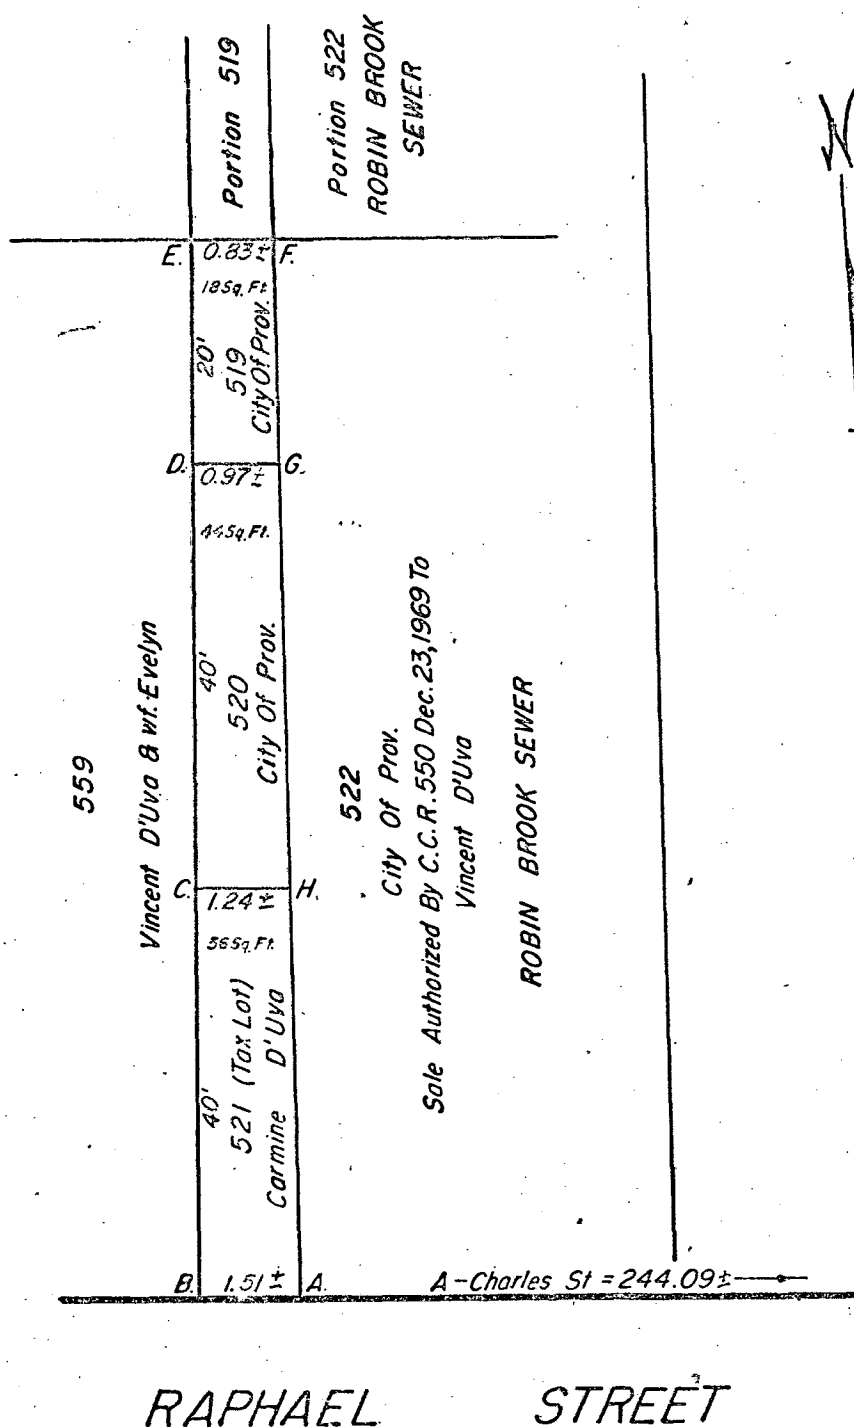 Portion 519
Portion 522
ROBIN BROOK
SEWER
N
E. 0.83± F.
18Sq.Ft.
20'
519
City Of Prov.
D. G.
0.97±
44Sq.Ft.
40'
520
City Of Prov.
559
Vincent D'Uva & wf. Evelyn
C. H.
1.24±
56Sq.Ft.
40'
521 (Tax Lot)
Carmine D'Uva
522
City Of Prov.
Sale Authorized By C.C.R. 550 Dec. 23, 1969 To
Vincent D'Uva
ROBIN BROOK SEWER
B. 1.51± A.
A-Charles St = 244.09±
RAPHAEL STREET